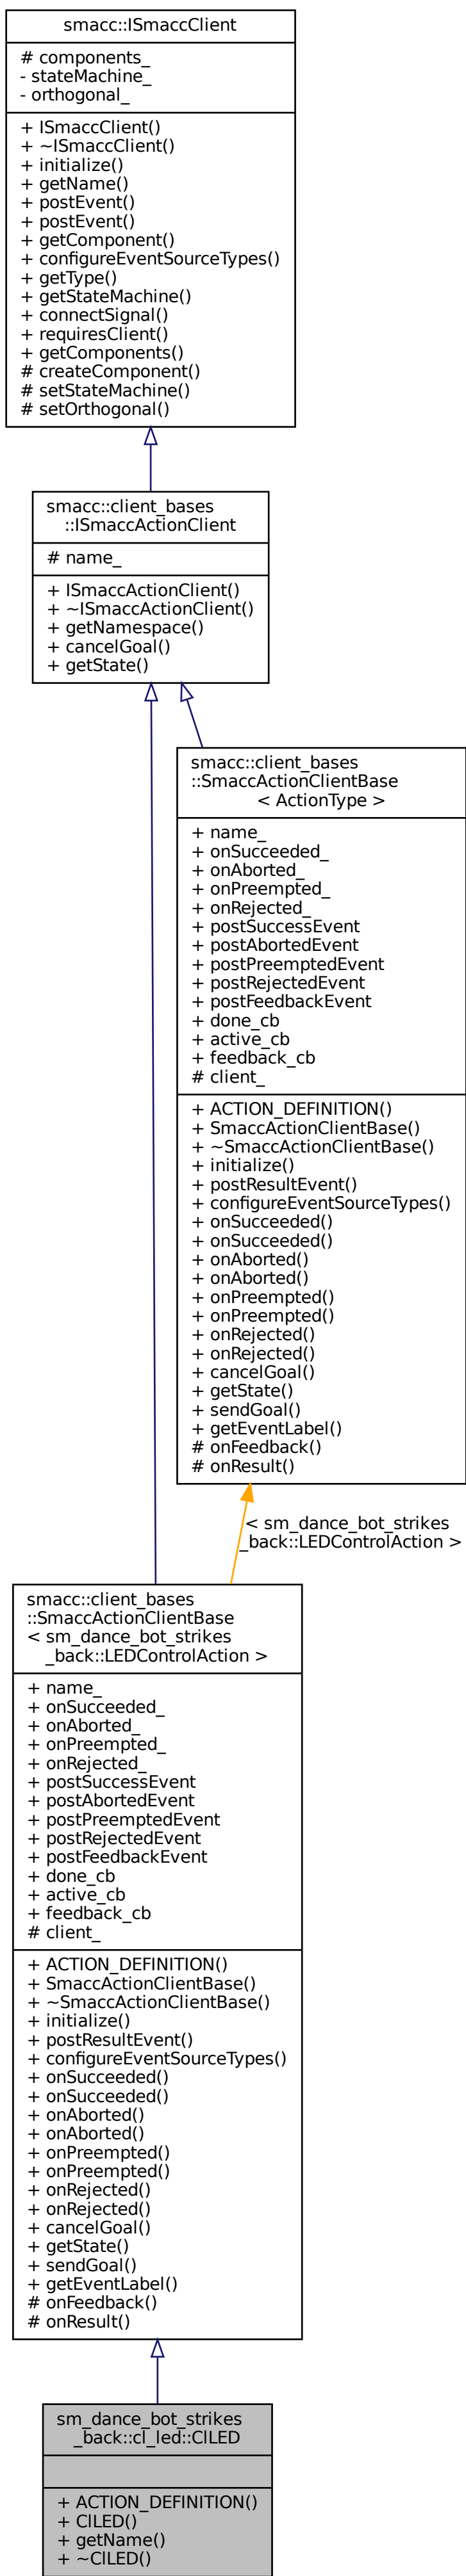 smacc::ISmaccClient
# components_
- stateMachine_
- orthogonal_
+ ISmaccClient()
+ ~ISmaccClient()
+ initialize()
+ getName()
+ postEvent()
+ postEvent()
+ getComponent()
+ configureEventSourceTypes()
+ getType()
+ getStateMachine()
+ connectSignal()
+ requiresClient()
+ getComponents()
# createComponent()
# setStateMachine()
# setOrthogonal()
smacc::client_bases
::ISmaccActionClient
# name_
+ ISmaccActionClient()
+ ~ISmaccActionClient()
+ getNamespace()
+ cancelGoal()
+ getState()
smacc::client_bases
::SmaccActionClientBase
< ActionType >
+ name_
+ onSucceeded_
+ onAborted_
+ onPreempted_
+ onRejected_
+ postSuccessEvent
+ postAbortedEvent
+ postPreemptedEvent
+ postRejectedEvent
+ postFeedbackEvent
+ done_cb
+ active_cb
+ feedback_cb
# client_
+ ACTION_DEFINITION()
+ SmaccActionClientBase()
+ ~SmaccActionClientBase()
+ initialize()
+ postResultEvent()
+ configureEventSourceTypes()
+ onSucceeded()
+ onSucceeded()
+ onAborted()
+ onAborted()
+ onPreempted()
+ onPreempted()
+ onRejected()
+ onRejected()
+ cancelGoal()
+ getState()
+ sendGoal()
+ getEventLabel()
# onFeedback()
# onResult()
< sm_dance_bot_strikes
_back::LEDControlAction >
smacc::client_bases
::SmaccActionClientBase
< sm_dance_bot_strikes
_back::LEDControlAction >
+ name_
+ onSucceeded_
+ onAborted_
+ onPreempted_
+ onRejected_
+ postSuccessEvent
+ postAbortedEvent
+ postPreemptedEvent
+ postRejectedEvent
+ postFeedbackEvent
+ done_cb
+ active_cb
+ feedback_cb
# client_
+ ACTION_DEFINITION()
+ SmaccActionClientBase()
+ ~SmaccActionClientBase()
+ initialize()
+ postResultEvent()
+ configureEventSourceTypes()
+ onSucceeded()
+ onSucceeded()
+ onAborted()
+ onAborted()
+ onPreempted()
+ onPreempted()
+ onRejected()
+ onRejected()
+ cancelGoal()
+ getState()
+ sendGoal()
+ getEventLabel()
# onFeedback()
# onResult()
sm_dance_bot_strikes
_back::cl_led::ClLED
+ ACTION_DEFINITION()
+ ClLED()
+ getName()
+ ~ClLED()